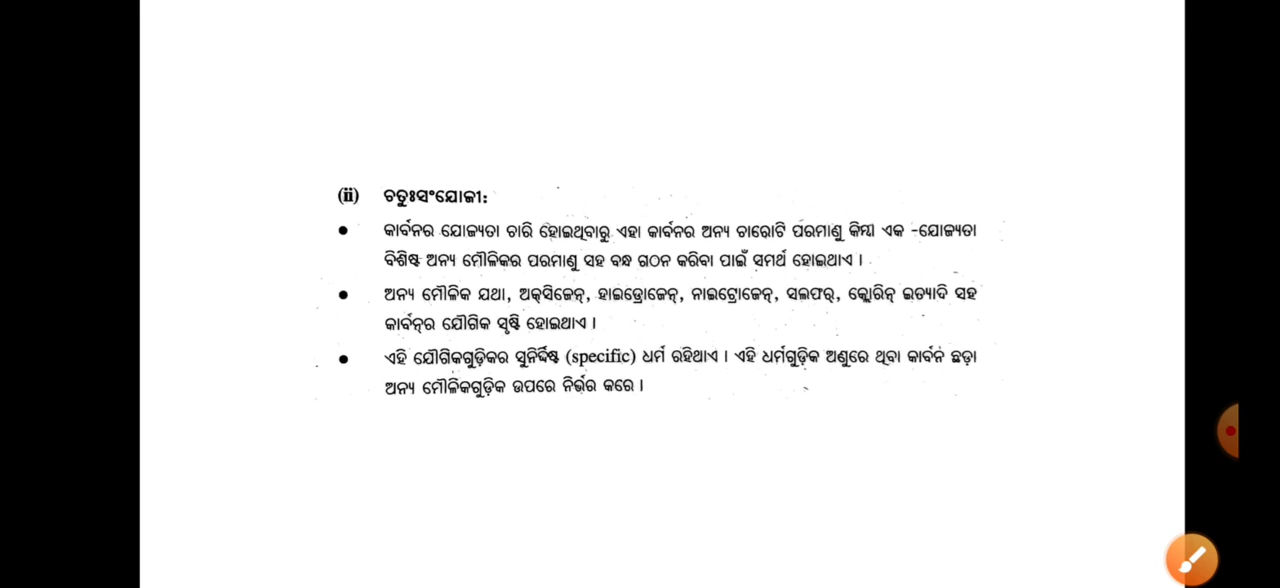 (ii) ଚତୁଃସଂଯୋଜୀ:
• କାର୍ବନର ଯୋଜ୍ୟତା ଚାରି ହୋଇଥିବାରୁ ଏହା କାର୍ବନର ଅନ୍ୟ ଚାରୋଟି ପରମାଣୁ କିମ୍ବା ଏକ -ଯୋଜ୍ୟତା
ବିଶିଷ୍ଟ ଅନ୍ୟ ମୌଳିକର ପରମାଣୁ ସହ ବନ୍ଧ ଗଠନ କରିବା ପାଇଁ ସମର୍ଥ ହୋଇଥାଏ ।
• ଅନ୍ୟ ମୌଳିକ ଯଥା, ଅକ୍‌ସିଜେନ୍, ହାଇଡ୍ରୋଜେନ୍, ନାଇଟ୍ରୋଜେନ୍, ସଲଫର୍, କ୍ଲୋରିନ୍ ଇତ୍ୟାଦି ସହ
କାର୍ବନ୍‌ର ଯୌଗିକ ସୃଷ୍ଟି ହୋଇଥାଏ ।
• ଏହି ଯୌଗିକଗୁଡ଼ିକର ସୁନିର୍ଦ୍ଦିଷ୍ଟ (specific) ଧର୍ମ ରହିଥାଏ । ଏହି ଧର୍ମଗୁଡ଼ିକ ଅଣୁରେ ଥିବା କାର୍ବନ ଛଡ଼ା
ଅନ୍ୟ ମୌଳିକଗୁଡ଼ିକ ଉପରେ ନିର୍ଭର କରେ ।